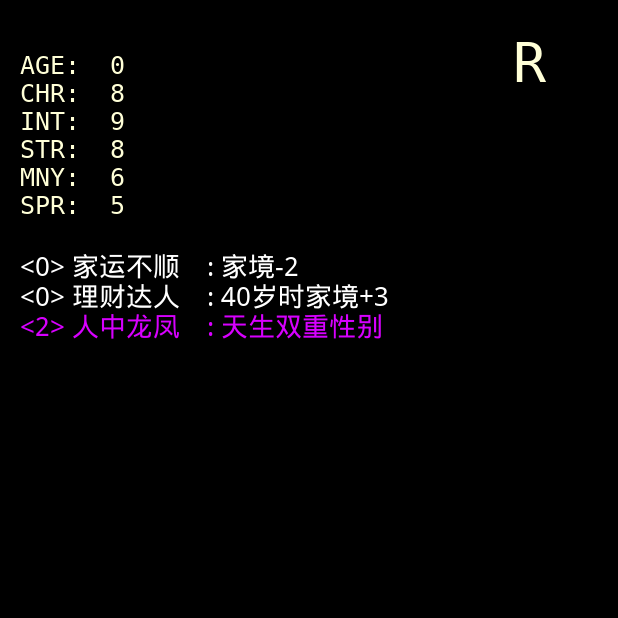 R
AGE: 0
CHR: 8
INT: 9
STR: 8
MNY: 6
SPR: 5
<0> 家运不顺 : 家境-2
<0> 理财达人 : 40岁时家境+3
<2> 人中龙凤 : 天生双重性别